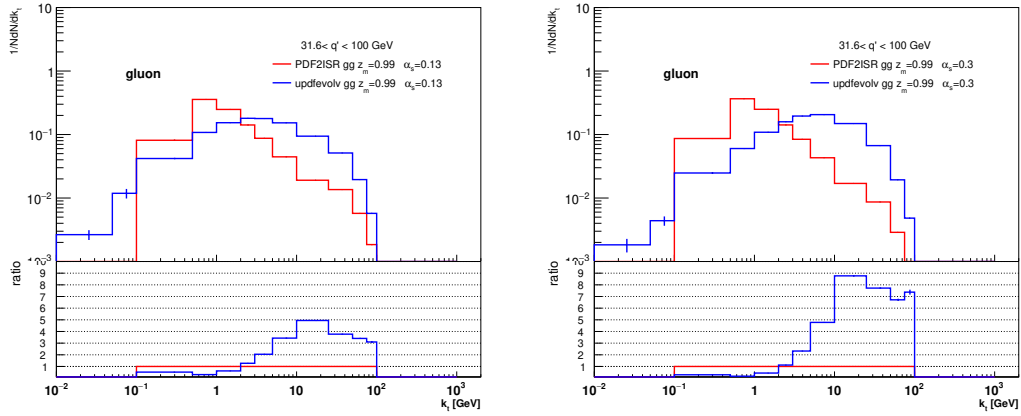 1/NdN/dk_t
10
1
10^−1
10^−2
10^−3
31.6< q' < 100 GeV
PDF2ISR gg z_m=0.99 α_s=0.13
updfevolv gg z_m=0.99 α_s=0.13
gluon
ratio
9
8
7
6
5
4
3
2
1
10^−2 10^−1 1 10 10^2 10^3
k_t [GeV]
1/NdN/dk_t
10
1
10^−1
10^−2
10^−3
31.6< q' < 100 GeV
PDF2ISR gg z_m=0.99 α_s=0.3
updfevolv gg z_m=0.99 α_s=0.3
gluon
ratio
9
8
7
6
5
4
3
2
1
10^−2 10^−1 1 10 10^2 10^3
k_t [GeV]